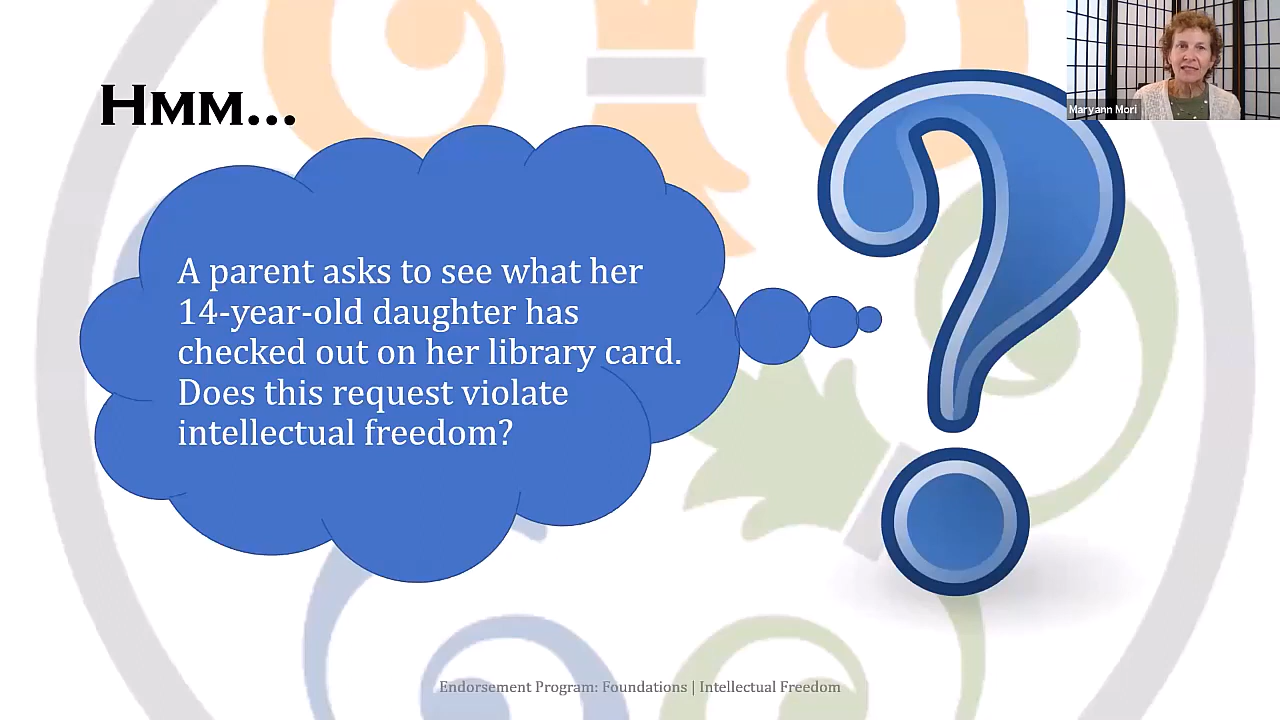 Hmm...
Maryann Mori
A parent asks to see what her
14-year-old daughter has
checked out on her library card.
Does this request violate
intellectual freedom?
Endorsement Program: Foundations | Intellectual Freedom